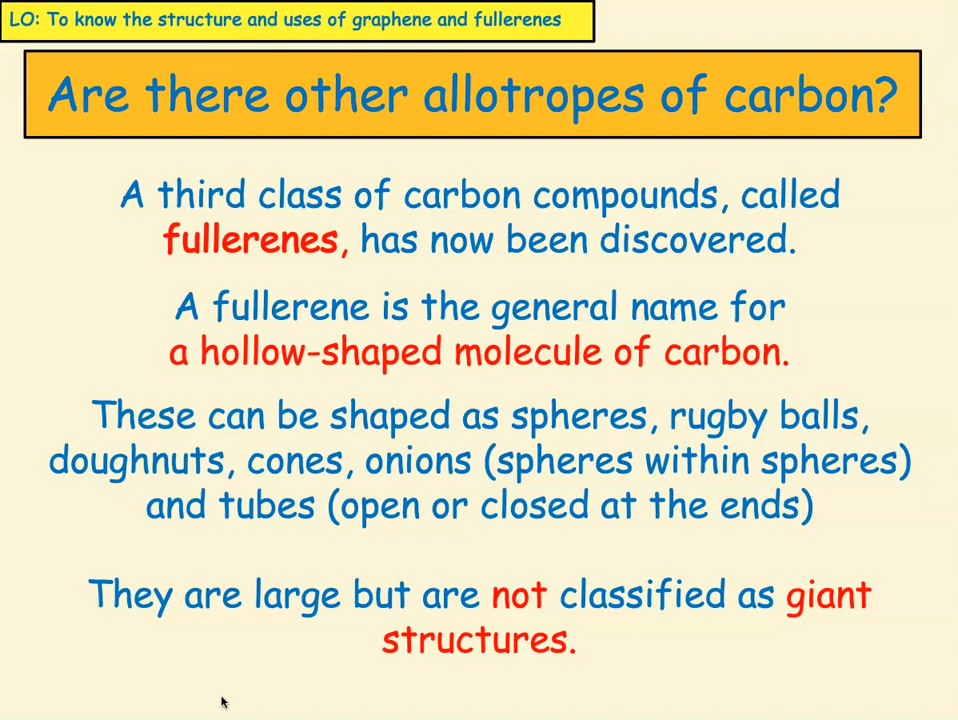 LO: To know the structure and uses of graphene and fullerenes
Are there other allotropes of carbon?
A third class of carbon compounds, called
fullerenes, has now been discovered.
A fullerene is the general name for
a hollow-shaped molecule of carbon.
These can be shaped as spheres, rugby balls,
doughnuts, cones, onions (spheres within spheres)
and tubes (open or closed at the ends)
They are large but are not classified as giant
structures.